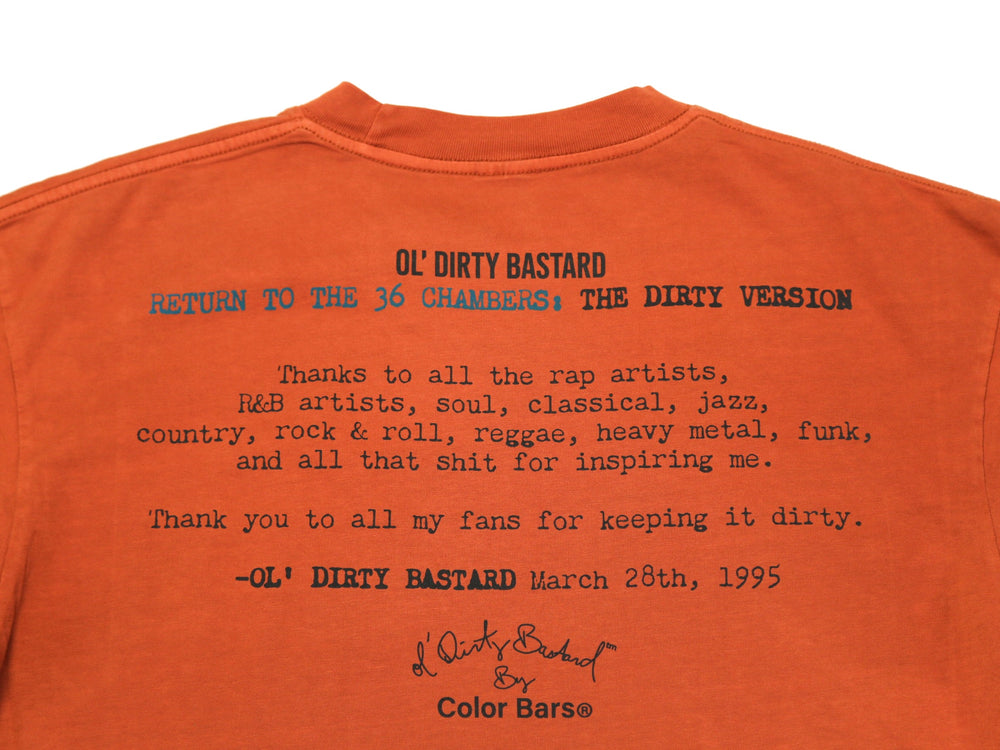 OL' DIRTY BASTARD
RETURN TO THE 36 CHAMBERS: THE DIRTY VERSION
Thanks to all the rap artists,
R&B artists, soul, classical, jazz,
country, rock & roll, reggae, heavy metal, funk,
and all that shit for inspiring me.
Thank you to all my fans for keeping it dirty.
-OL' DIRTY BASTARD March 28th, 1995
ol' Dirty Bastard™
By
Color Bars®